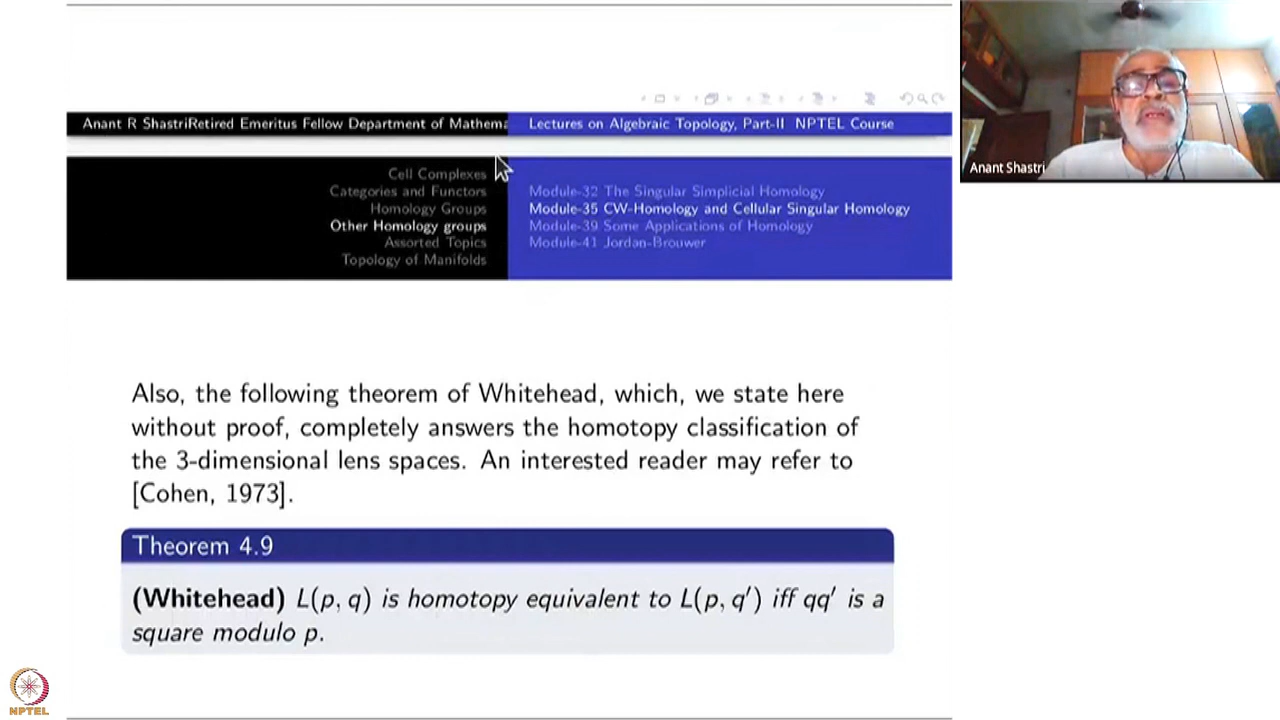 Anant R ShastriRetired Emeritus Fellow Department of Mathema
Lectures on Algebraic Topology, Part-II NPTEL Course
Cell Complexes
Categories and Functors
Homology Groups
Other Homology groups
Assorted Topics
Topology of Manifolds
Module-32 The Singular Simplicial Homology
Module-35 CW-Homology and Cellular Singular Homology
Module-39 Some Applications of Homology
Module-41 Jordan-Brouwer
Also, the following theorem of Whitehead, which, we state here
without proof, completely answers the homotopy classification of
the 3-dimensional lens spaces. An interested reader may refer to
[Cohen, 1973].
Theorem 4.9
(Whitehead) L(p, q) is homotopy equivalent to L(p, q′) iff qq′ is a
square modulo p.
Anant Shastri
NPTEL